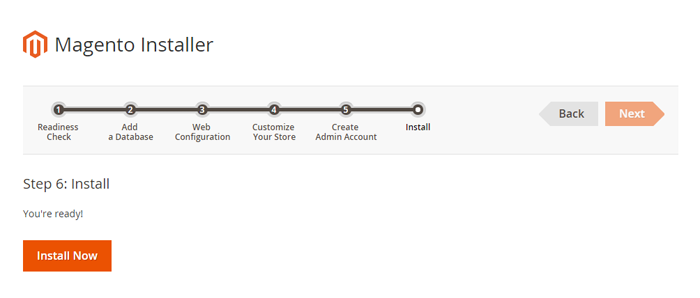 Magento Installer
1 2 3 4 5
Readiness Add Web Customize Create Install
Check a Database Configuration Your Store Admin Account
Back Next
Step 6: Install
You're ready!
Install Now